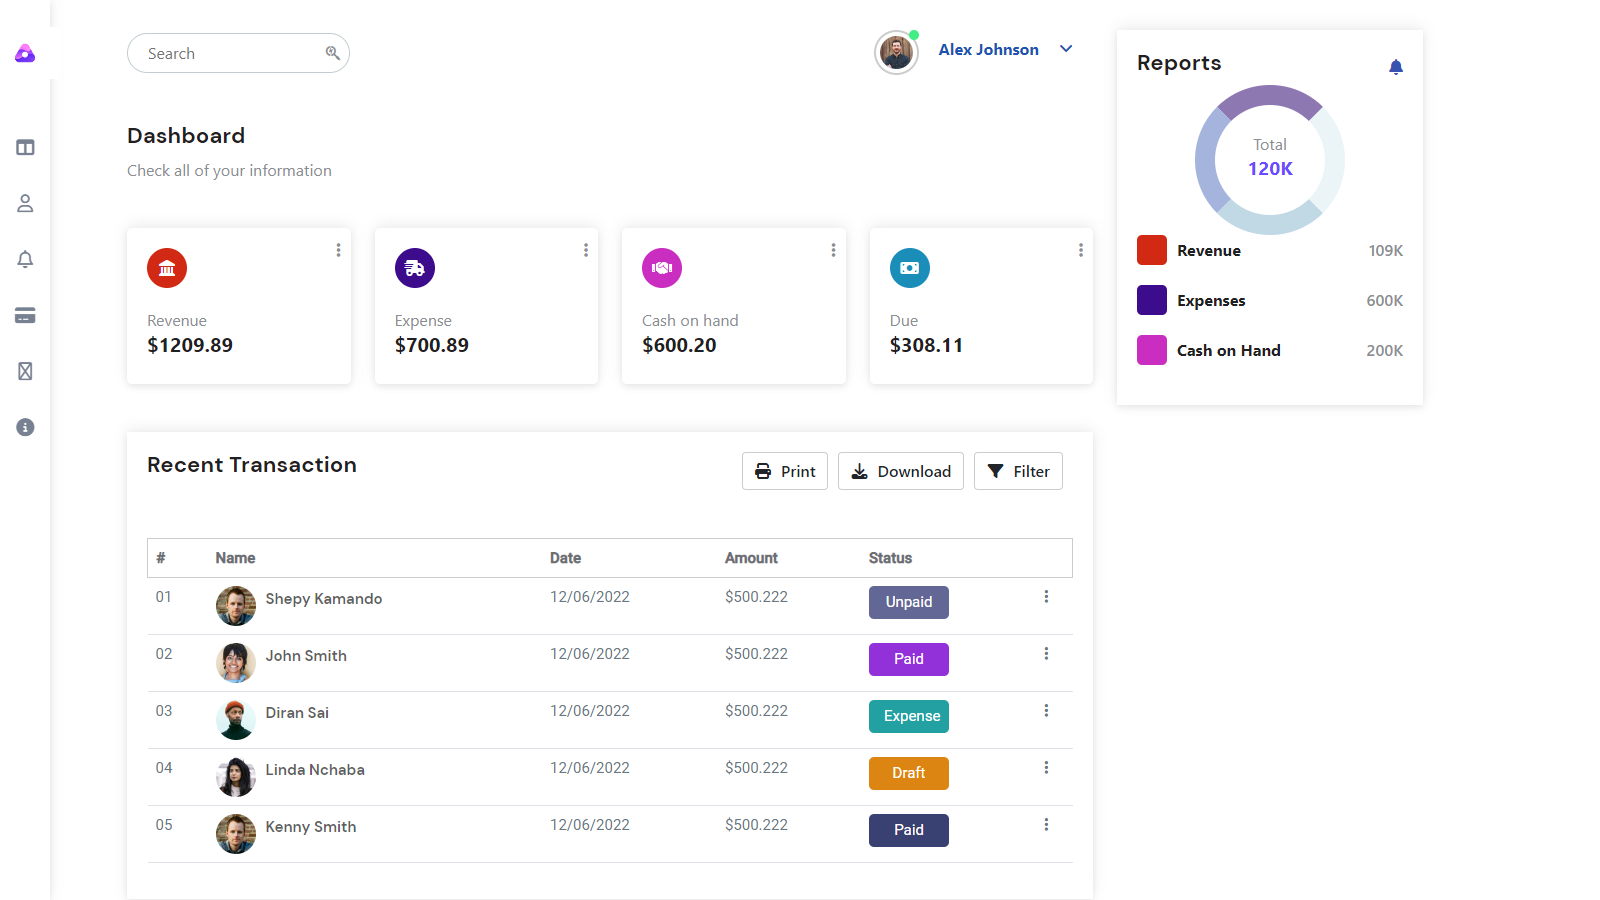 Search
Alex Johnson
Dashboard
Check all of your information
Revenue
$1209.89
Expense
$700.89
Cash on hand
$600.20
Due
$308.11
Reports
Total
120K
Revenue 109K
Expenses 600K
Cash on Hand 200K
Recent Transaction
Print Download Filter
# Name Date Amount Status
01 Shepy Kamando 12/06/2022 $500.222 Unpaid
02 John Smith 12/06/2022 $500.222 Paid
03 Diran Sai 12/06/2022 $500.222 Expense
04 Linda Nchaba 12/06/2022 $500.222 Draft
05 Kenny Smith 12/06/2022 $500.222 Paid